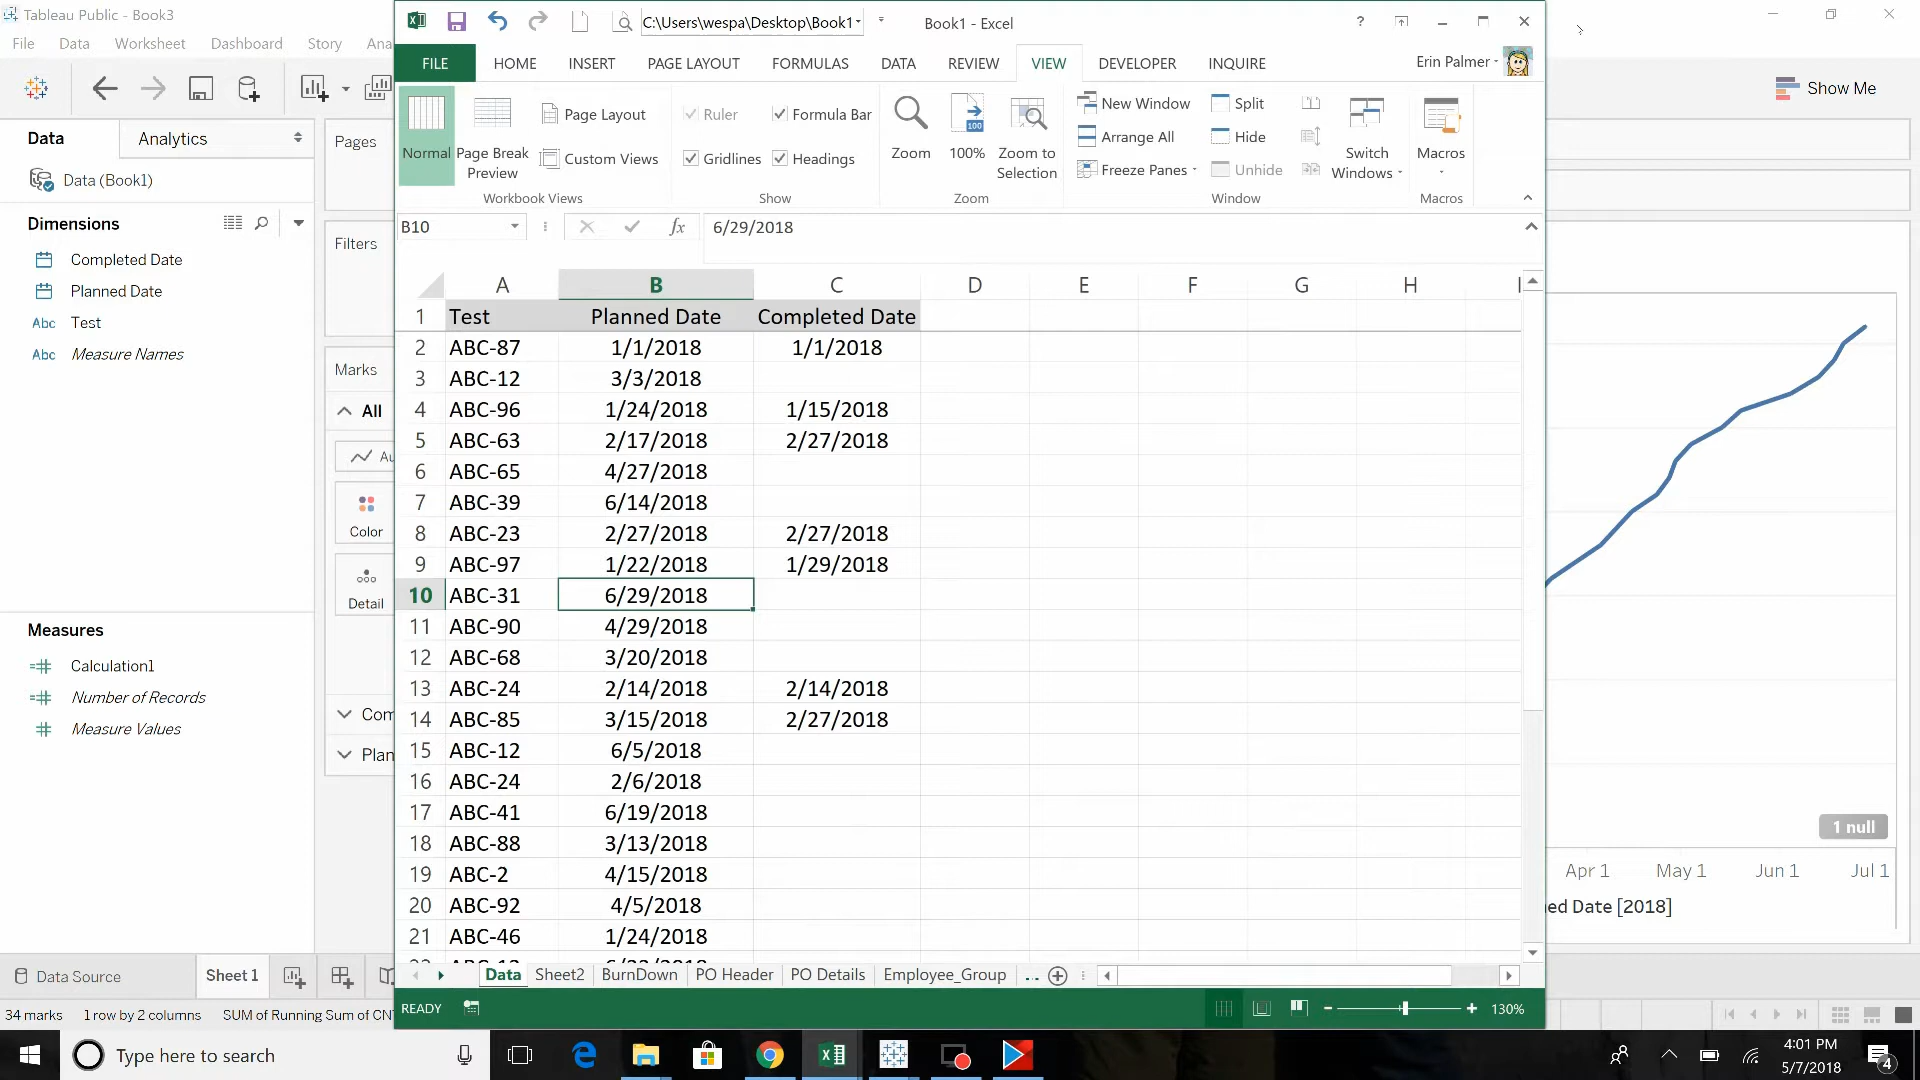 Tableau Public - Book3
File Data Worksheet Dashboard Story Ana
Data Analytics
Data (Book1)
Dimensions
Completed Date
Planned Date
Abc Test
Abc Measure Names
Measures
Calculation1
Number of Records
Measure Values
Pages
Filters
Marks
All
Au
Color
Detail
Com
Plan
Data Source Sheet 1
34 marks 1 row by 2 columns SUM of Running Sum of CN
C:\Users\wespa\Desktop\Book1
Book1 - Excel
FILE HOME INSERT PAGE LAYOUT FORMULAS DATA REVIEW VIEW DEVELOPER INQUIRE
Erin Palmer
Normal Page Break Preview
Page Layout
Custom Views
Workbook Views
Ruler Formula Bar
Gridlines Headings
Show
Zoom 100% Zoom to Selection
100
Zoom
New Window
Arrange All
Freeze Panes
Split
Hide
Unhide
Switch Windows
Window
Macros
Macros
B10 fx 6/29/2018
A B C D E F G H
1 Test Planned Date Completed Date
2 ABC-87 1/1/2018 1/1/2018
3 ABC-12 3/3/2018
4 ABC-96 1/24/2018 1/15/2018
5 ABC-63 2/17/2018 2/27/2018
6 ABC-65 4/27/2018
7 ABC-39 6/14/2018
8 ABC-23 2/27/2018 2/27/2018
9 ABC-97 1/22/2018 1/29/2018
10 ABC-31 6/29/2018
11 ABC-90 4/29/2018
12 ABC-68 3/20/2018
13 ABC-24 2/14/2018 2/14/2018
14 ABC-85 3/15/2018 2/27/2018
15 ABC-12 6/5/2018
16 ABC-24 2/6/2018
17 ABC-41 6/19/2018
18 ABC-88 3/13/2018
19 ABC-2 4/15/2018
20 ABC-92 4/5/2018
21 ABC-46 1/24/2018
Data Sheet2 BurnDown PO Header PO Details Employee_Group ...
READY 130%
Show Me
1 null
Apr 1 May 1 Jun 1 Jul 1
ed Date [2018]
Type here to search
4:01 PM
5/7/2018
4